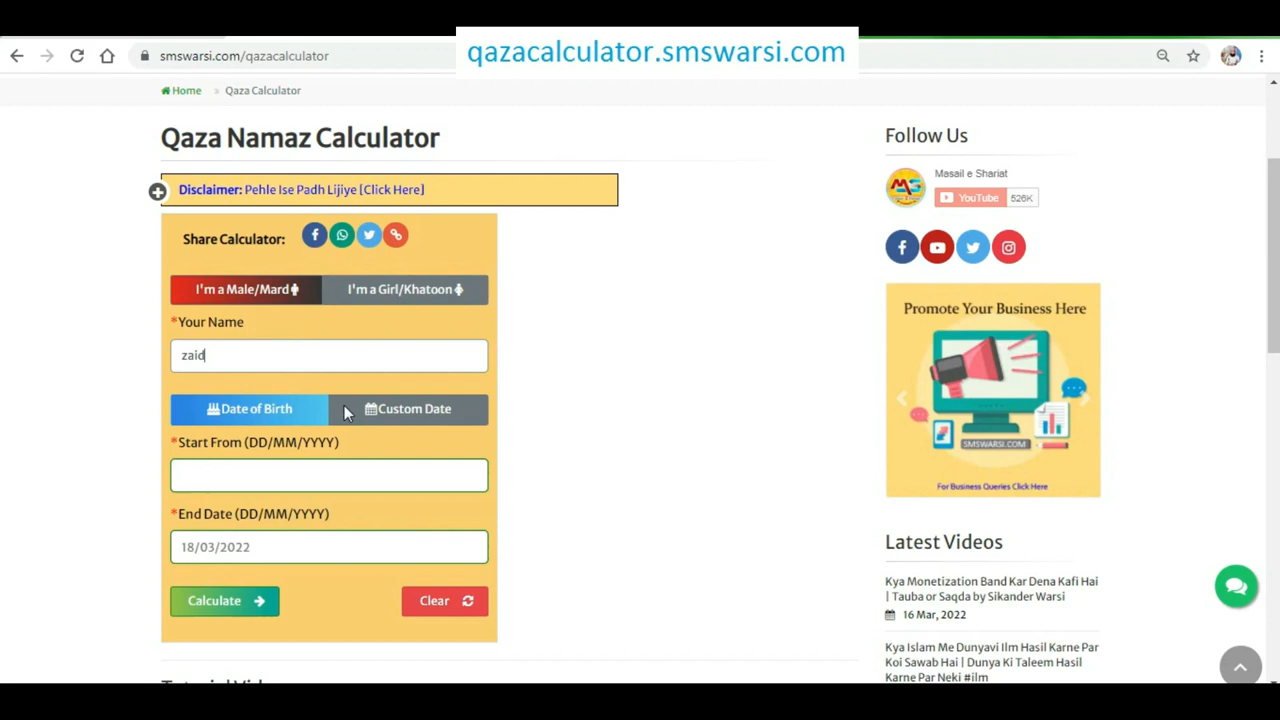 qazacalculator.smswarsi.com
smswarsi.com/qazacalculator
Home » Qaza Calculator
Qaza Namaz Calculator
Disclaimer: Pehle Ise Padh Lijiye [Click Here]
Share Calculator:
I'm a Male/Mard I'm a Girl/Khatoon
*Your Name
zaid
Date of Birth Custom Date
*Start From (DD/MM/YYYY)
*End Date (DD/MM/YYYY)
18/03/2022
Calculate Clear
Follow Us
MS
Masail e Shariat
YouTube 526K
Promote Your Business Here
SMSWARSI.COM
For Business Queries Click Here
Latest Videos
Kya Monetization Band Kar Dena Kafi Hai
| Tauba or Saqda by Sikander Warsi
16 Mar, 2022
Kya Islam Me Dunyavi Ilm Hasil Karne Par
Koi Sawab Hai | Dunya Ki Taleem Hasil
Karne Par Neki #ilm